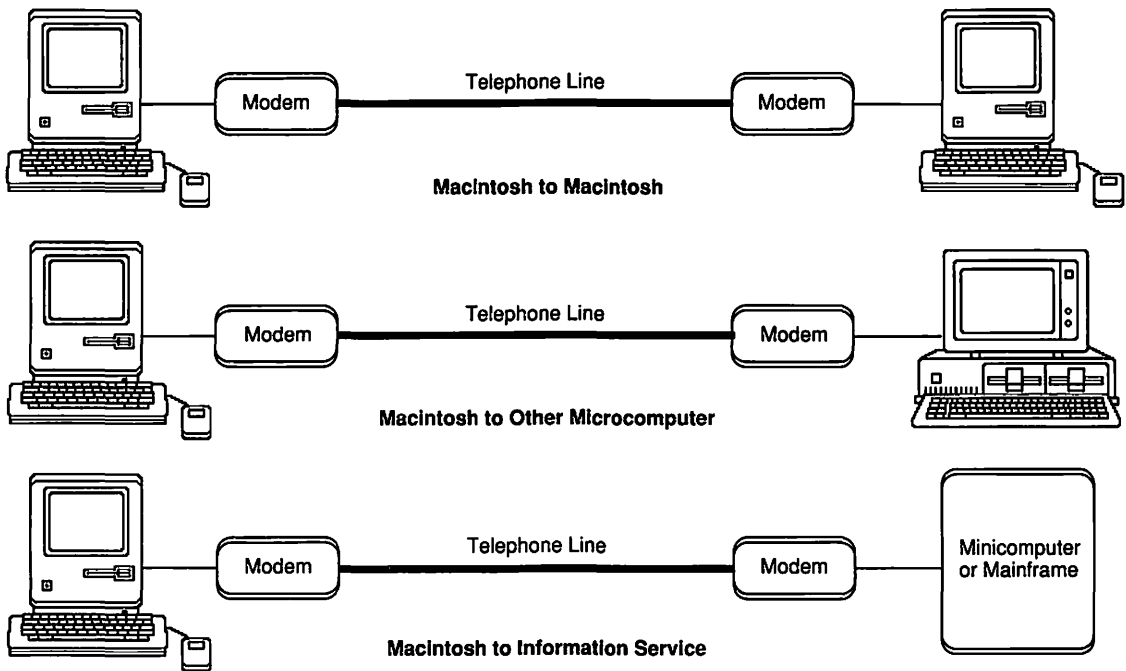 Telephone Line
Modem Modem
Macintosh to Macintosh
Telephone Line
Modem Modem
Macintosh to Other Microcomputer
Telephone Line
Modem Modem
Minicomputer
or Mainframe
Macintosh to Information Service